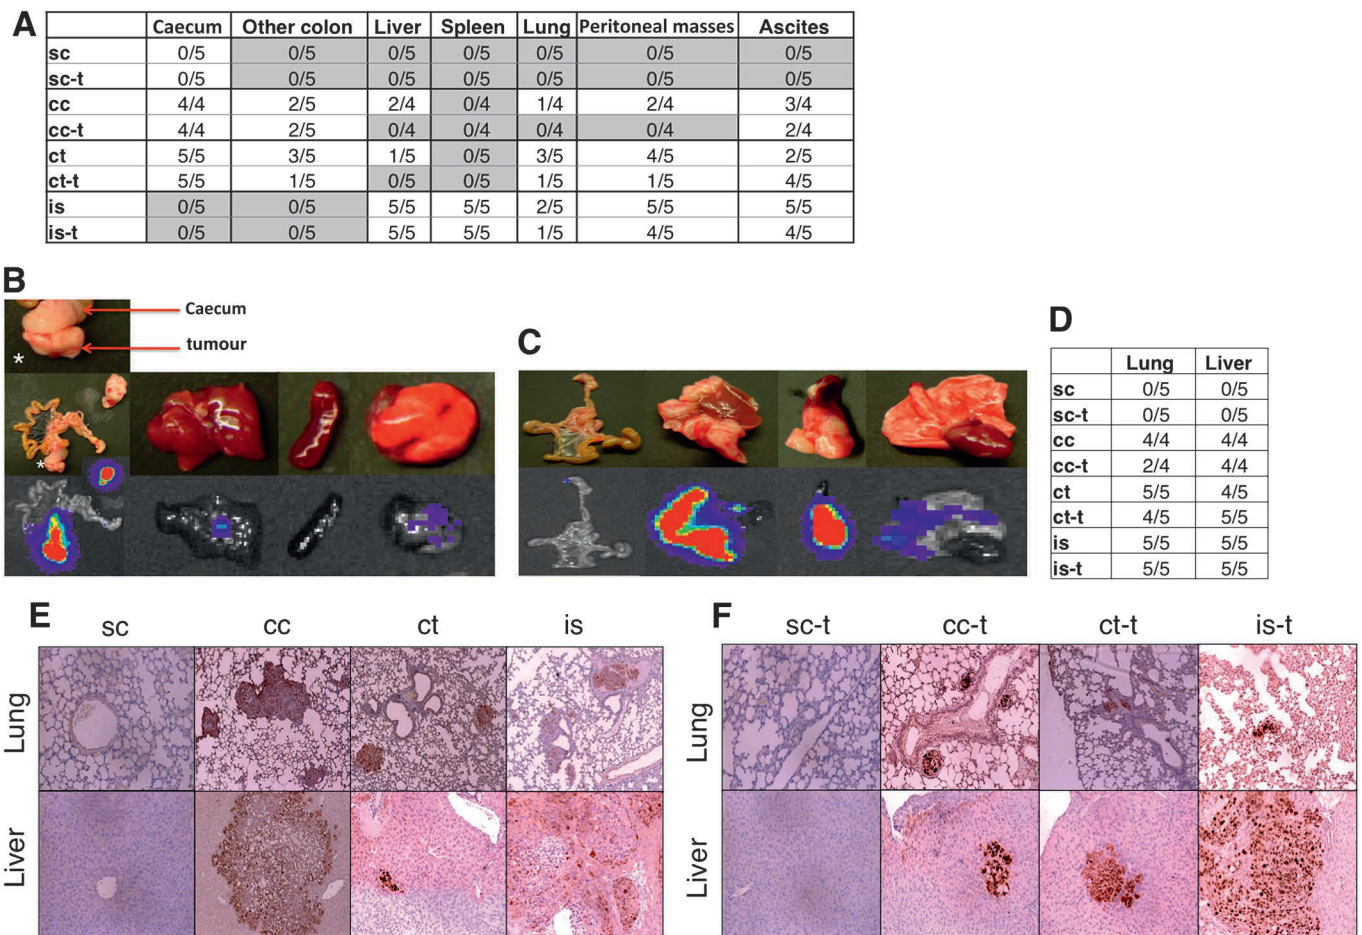 A
Caecum Other colon Liver Spleen Lung Peritoneal masses Ascites
sc 0/5 0/5 0/5 0/5 0/5 0/5 0/5
sc-t 0/5 0/5 0/5 0/5 0/5 0/5 0/5
cc 4/4 2/5 2/4 0/4 1/4 2/4 3/4
cc-t 4/4 2/5 0/4 0/4 0/4 0/4 2/4
ct 5/5 3/5 1/5 0/5 3/5 4/5 2/5
ct-t 5/5 1/5 0/5 0/5 1/5 1/5 4/5
is 0/5 0/5 5/5 5/5 2/5 5/5 5/5
is-t 0/5 0/5 5/5 5/5 1/5 4/5 4/5
B
Caecum
tumour
*
*
C
D
Lung Liver
sc 0/5 0/5
sc-t 0/5 0/5
cc 4/4 4/4
cc-t 2/4 4/4
ct 5/5 4/5
ct-t 4/5 5/5
is 5/5 5/5
is-t 5/5 5/5
E
sc cc ct is
Lung
Liver
F
sc-t cc-t ct-t is-t
Lung
Liver